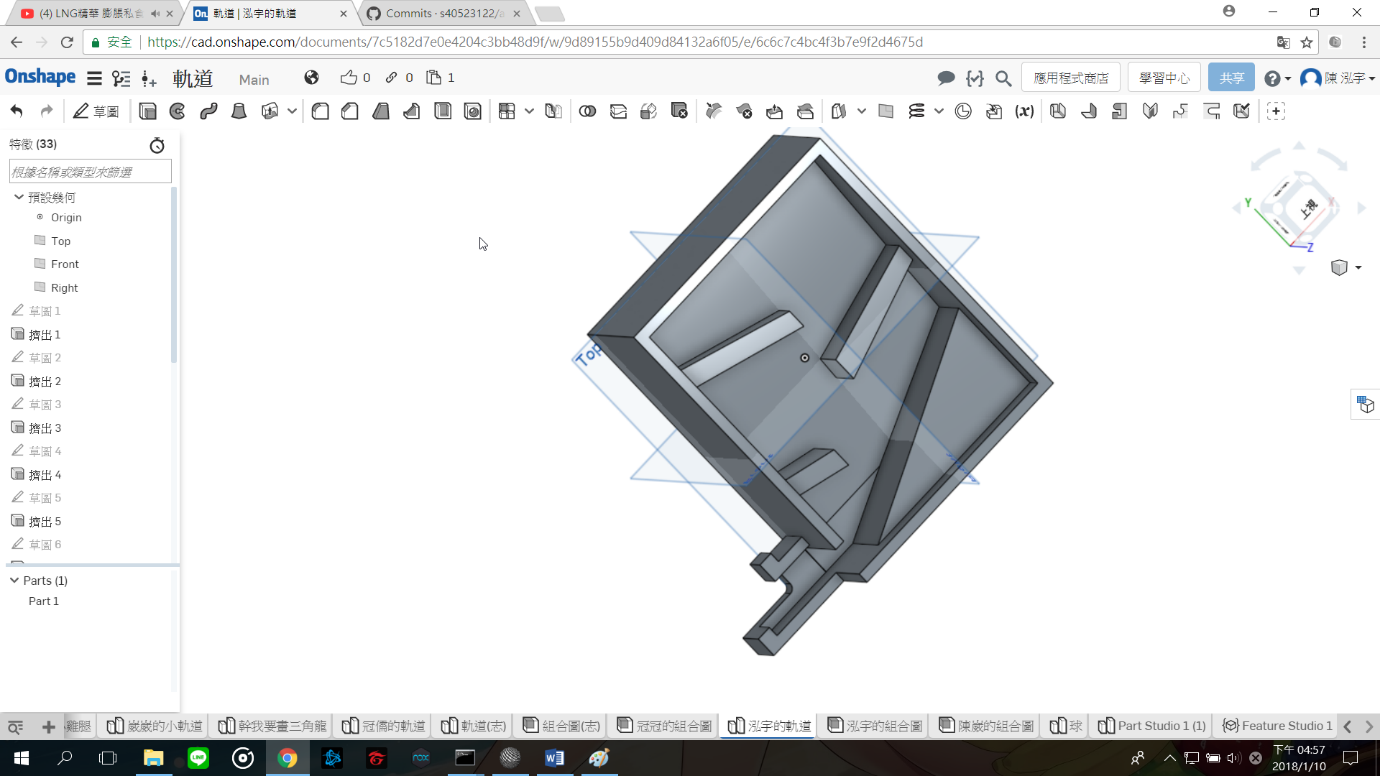 (4) LNG精華 膨脹私會
軌道 | 泓宇的軌道
Commits · s40523122/a
安全 | https://cad.onshape.com/documents/7c5182d7e0e4204c3bb48d9f/w/9d89155b9d409d84132a6f05/e/6c6c7c4bc4f3b7e9f2d4675d
Onshape 軌道 Main 0 0 1 應用程式商店 學習中心 共享 陳 泓宇
草圖 (x)
特徵 (33)
根據名稱或類型來篩選
預設幾何
Origin
Top
Front
Right
草圖 1
擠出 1
草圖 2
擠出 2
草圖 3
擠出 3
草圖 4
擠出 4
草圖 5
擠出 5
草圖 6
Parts (1)
Part 1
Top
上視
Y
Z
雞腿 崴崴的小軌道 幹我要畫三角龍 冠儒的軌道 軌道(志) 組合圖(志) 冠冠的組合圖 泓宇的軌道 泓宇的組合圖 陳崴的組合圖 球 Part Studio 1 (1) Feature Studio 1
下午 04:57
2018/1/10